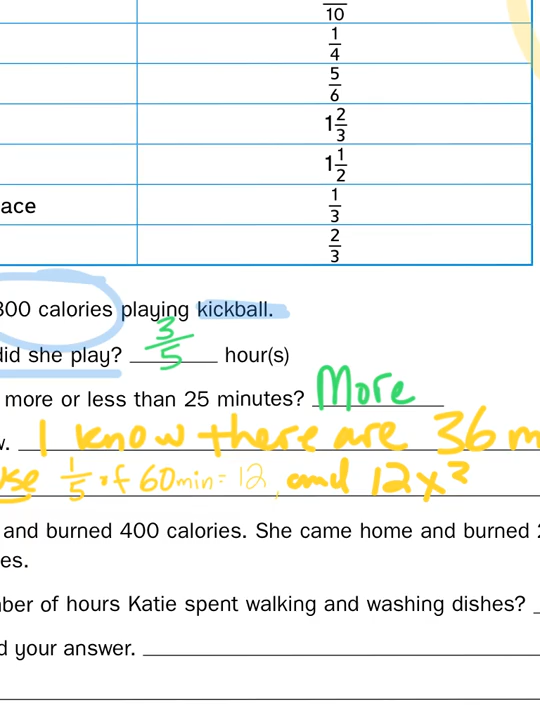 10
1/4
5/6
1 2/3
1 1/2
ace 1/3
2/3
300 calories playing kickball.
did she play? 3/5 hour(s)
more or less than 25 minutes? More
w. I know there are 36 m
use 1/5 of 60min = 12, and 12x3
and burned 400 calories. She came home and burned 2
es.
ber of hours Katie spent walking and washing dishes?
d your answer.